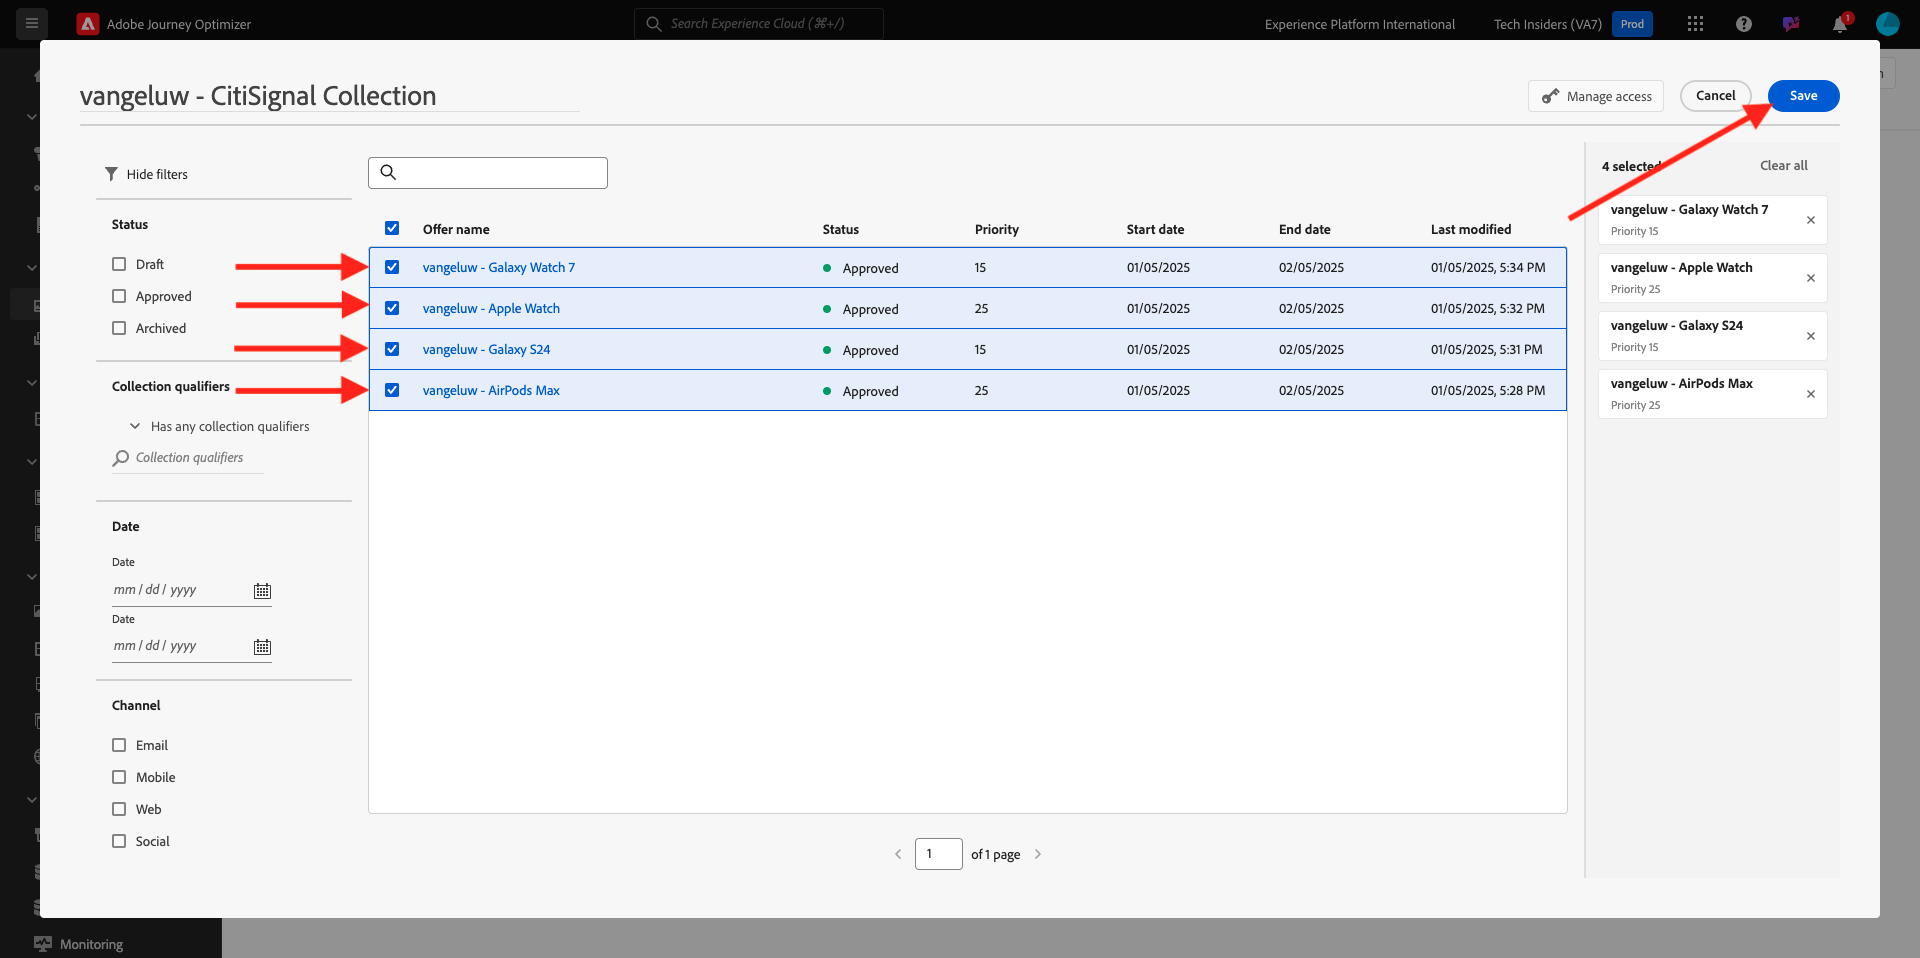 Adobe Journey Optimizer
Search Experience Cloud (⌘+/)
Experience Platform International
Tech Insiders (VA7)
Prod
1
vangeluw - CitiSignal Collection
Manage access
Cancel
Save
Hide filters
Status
Draft
Approved
Archived
Collection qualifiers
Has any collection qualifiers
Collection qualifiers
Date
Date
mm / dd / yyyy
Date
mm / dd / yyyy
Channel
Email
Mobile
Web
Social
Offer name Status Priority Start date End date Last modified
vangeluw - Galaxy Watch 7 Approved 15 01/05/2025 02/05/2025 01/05/2025, 5:34 PM
vangeluw - Apple Watch Approved 25 01/05/2025 02/05/2025 01/05/2025, 5:32 PM
vangeluw - Galaxy S24 Approved 15 01/05/2025 02/05/2025 01/05/2025, 5:31 PM
vangeluw - AirPods Max Approved 25 01/05/2025 02/05/2025 01/05/2025, 5:28 PM
1 of 1 page
4 selected Clear all
vangeluw - Galaxy Watch 7
Priority 15
vangeluw - Apple Watch
Priority 25
vangeluw - Galaxy S24
Priority 15
vangeluw - AirPods Max
Priority 25
Monitoring